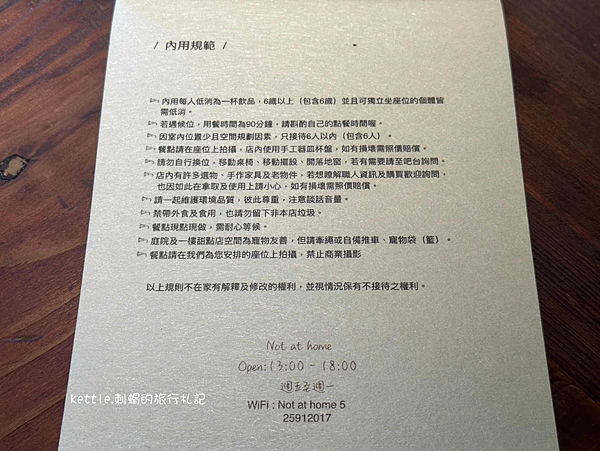 / 內用規範 /
內用每人低消為一杯飲品，6歲以上（包含6歲）並且可獨立坐座位的個體皆
需低消。
若遇候位，用餐時間為90分鐘，請斟酌自己的點餐時間喔。
因室內位置少且空間規劃因素，只接待6人以內（包含6人）。
餐點請在座位上拍攝，店內使用手工器皿杯盤，如有損壞需照價賠償。
請勿自行換位、移動桌椅、移動擺設、開落地窗，若有需要請至吧台詢問。
店內有許多選物、手作家具及老物件，若想瞭解職人資訊及購買歡迎詢問，
也因如此在拿取及使用上請小心，如有損壞需照價賠償。
請一起維護環境品質，彼此尊重，注意談話音量。
禁帶外食及食用，也請勿留下非本店垃圾。
餐點現點現做，需耐心等候。
庭院及一樓甜點店空間為寵物友善，但請牽繩或自備推車、寵物袋（籃）。
餐點請在我們為您安排的座位上拍攝，禁止商業攝影
以上規則不在家有解釋及修改的權利，並視情況保有不接待之權利。
Not at home
Open:13:00 - 18:00
週五至週一
kettle.刺蝟的旅行札記
WiFi : Not at home 5
25912017